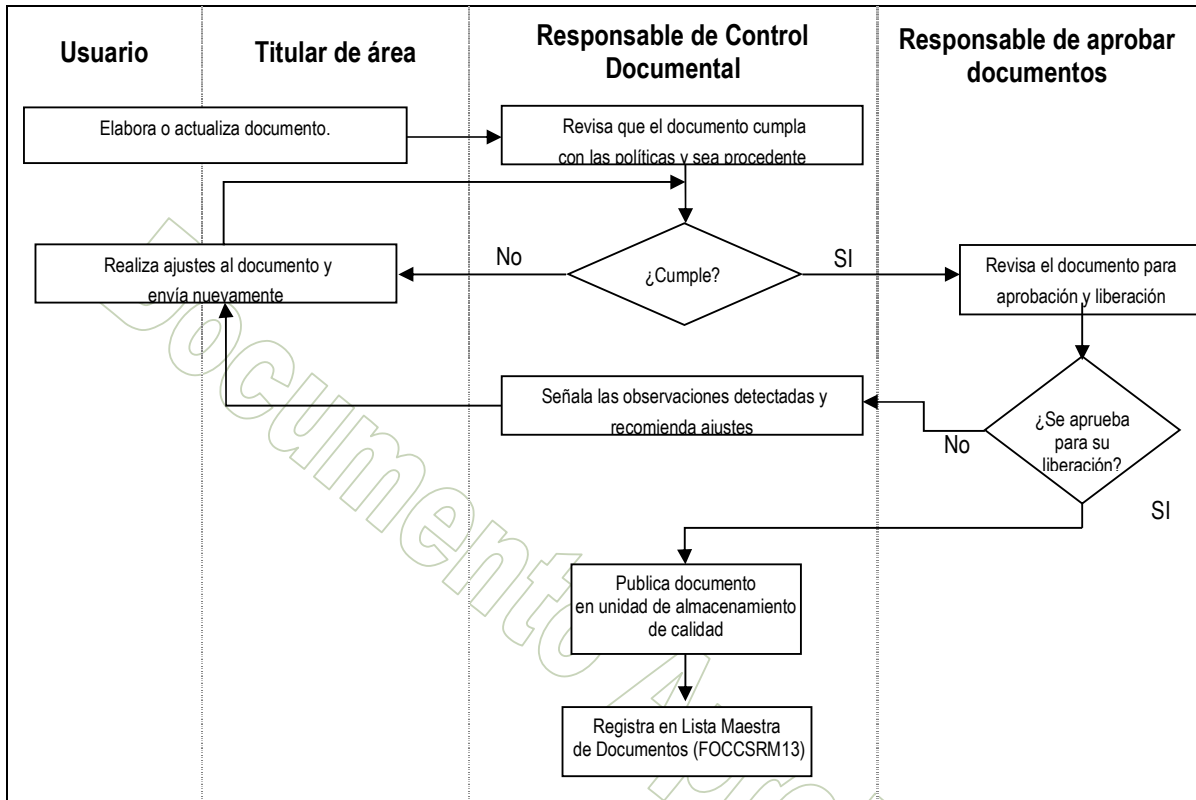 Usuario
Titular de área
Responsable de Control
Documental
Responsable de aprobar
documentos
Elabora o actualiza documento.
Revisa que el documento cumpla
con las políticas y sea procedente
Realiza ajustes al documento y
envía nuevamente
No
¿Cumple?
SI
Revisa el documento para
aprobación y liberación
Señala las observaciones detectadas y
recomienda ajustes
No
¿Se aprueba
para su
liberación?
SI
Publica documento
en unidad de almacenamiento
de calidad
Registra en Lista Maestra
de Documentos (FOCCSRM13)
Documento